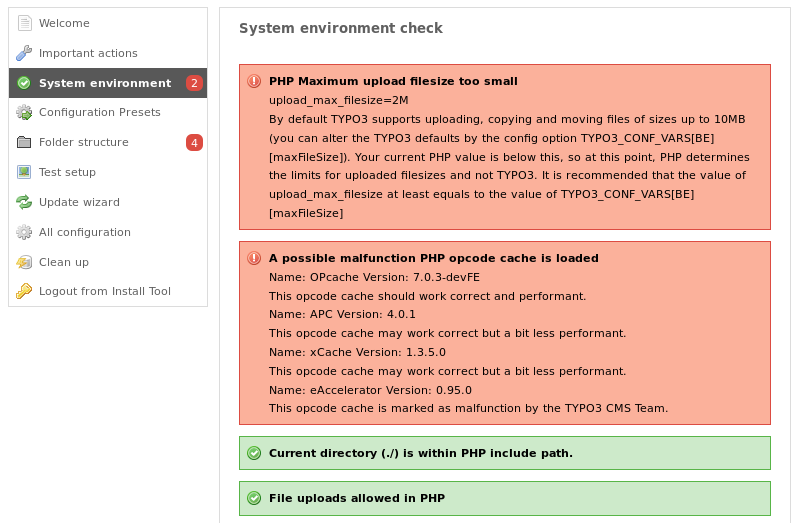 Welcome
Important actions
System environment 2
Configuration Presets
Folder structure 4
Test setup
Update wizard
All configuration
Clean up
Logout from Install Tool
System environment check
PHP Maximum upload filesize too small
upload_max_filesize=2M
By default TYPO3 supports uploading, copying and moving files of sizes up to 10MB
(you can alter the TYPO3 defaults by the config option TYPO3_CONF_VARS[BE]
[maxFileSize]). Your current PHP value is below this, so at this point, PHP determines
the limits for uploaded filesizes and not TYPO3. It is recommended that the value of
upload_max_filesize at least equals to the value of TYPO3_CONF_VARS[BE]
[maxFileSize]
A possible malfunction PHP opcode cache is loaded
Name: OPcache Version: 7.0.3-devFE
This opcode cache should work correct and performant.
Name: APC Version: 4.0.1
This opcode cache may work correct but a bit less performant.
Name: xCache Version: 1.3.5.0
This opcode cache may work correct but a bit less performant.
Name: eAccelerator Version: 0.95.0
This opcode cache is marked as malfunction by the TYPO3 CMS Team.
Current directory (./) is within PHP include path.
File uploads allowed in PHP